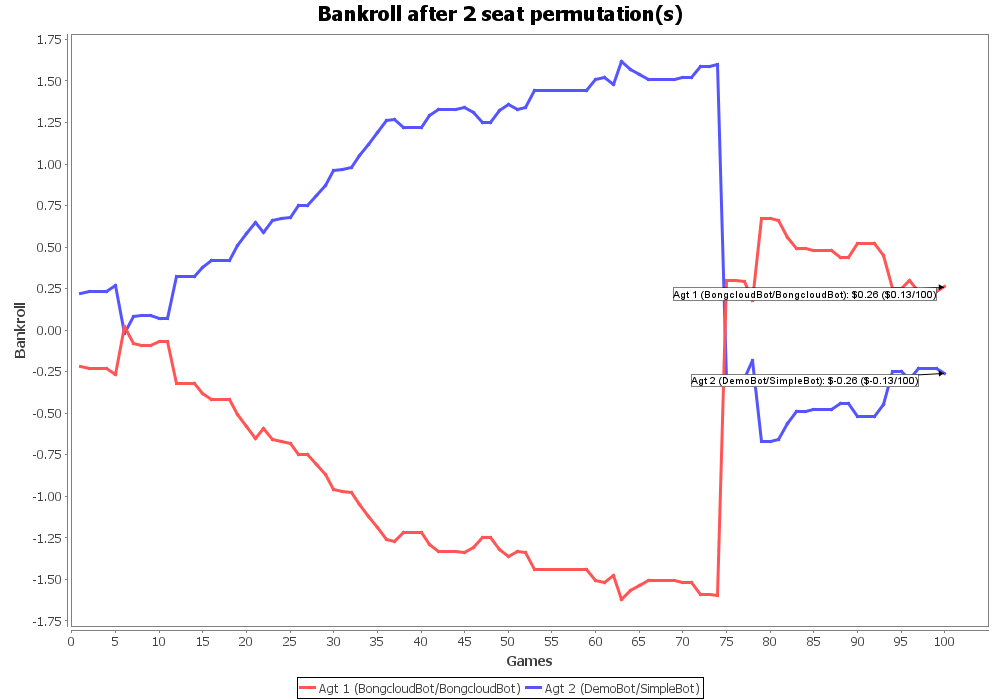 Bankroll after 2 seat permutation(s)
Bankroll
1.75
1.50
1.25
1.00
0.75
0.50
0.25
0.00
-0.25
-0.50
-0.75
-1.00
-1.25
-1.50
-1.75
Agt 1 (BongcloudBot/BongcloudBot): $0.26 ($0.13/100)
Agt 2 (DemoBot/SimpleBot): $-0.26 ($-0.13/100)
0 5 10 15 20 25 30 35 40 45 50 55 60 65 70 75 80 85 90 95 100
Games
Agt 1 (BongcloudBot/BongcloudBot) Agt 2 (DemoBot/SimpleBot)